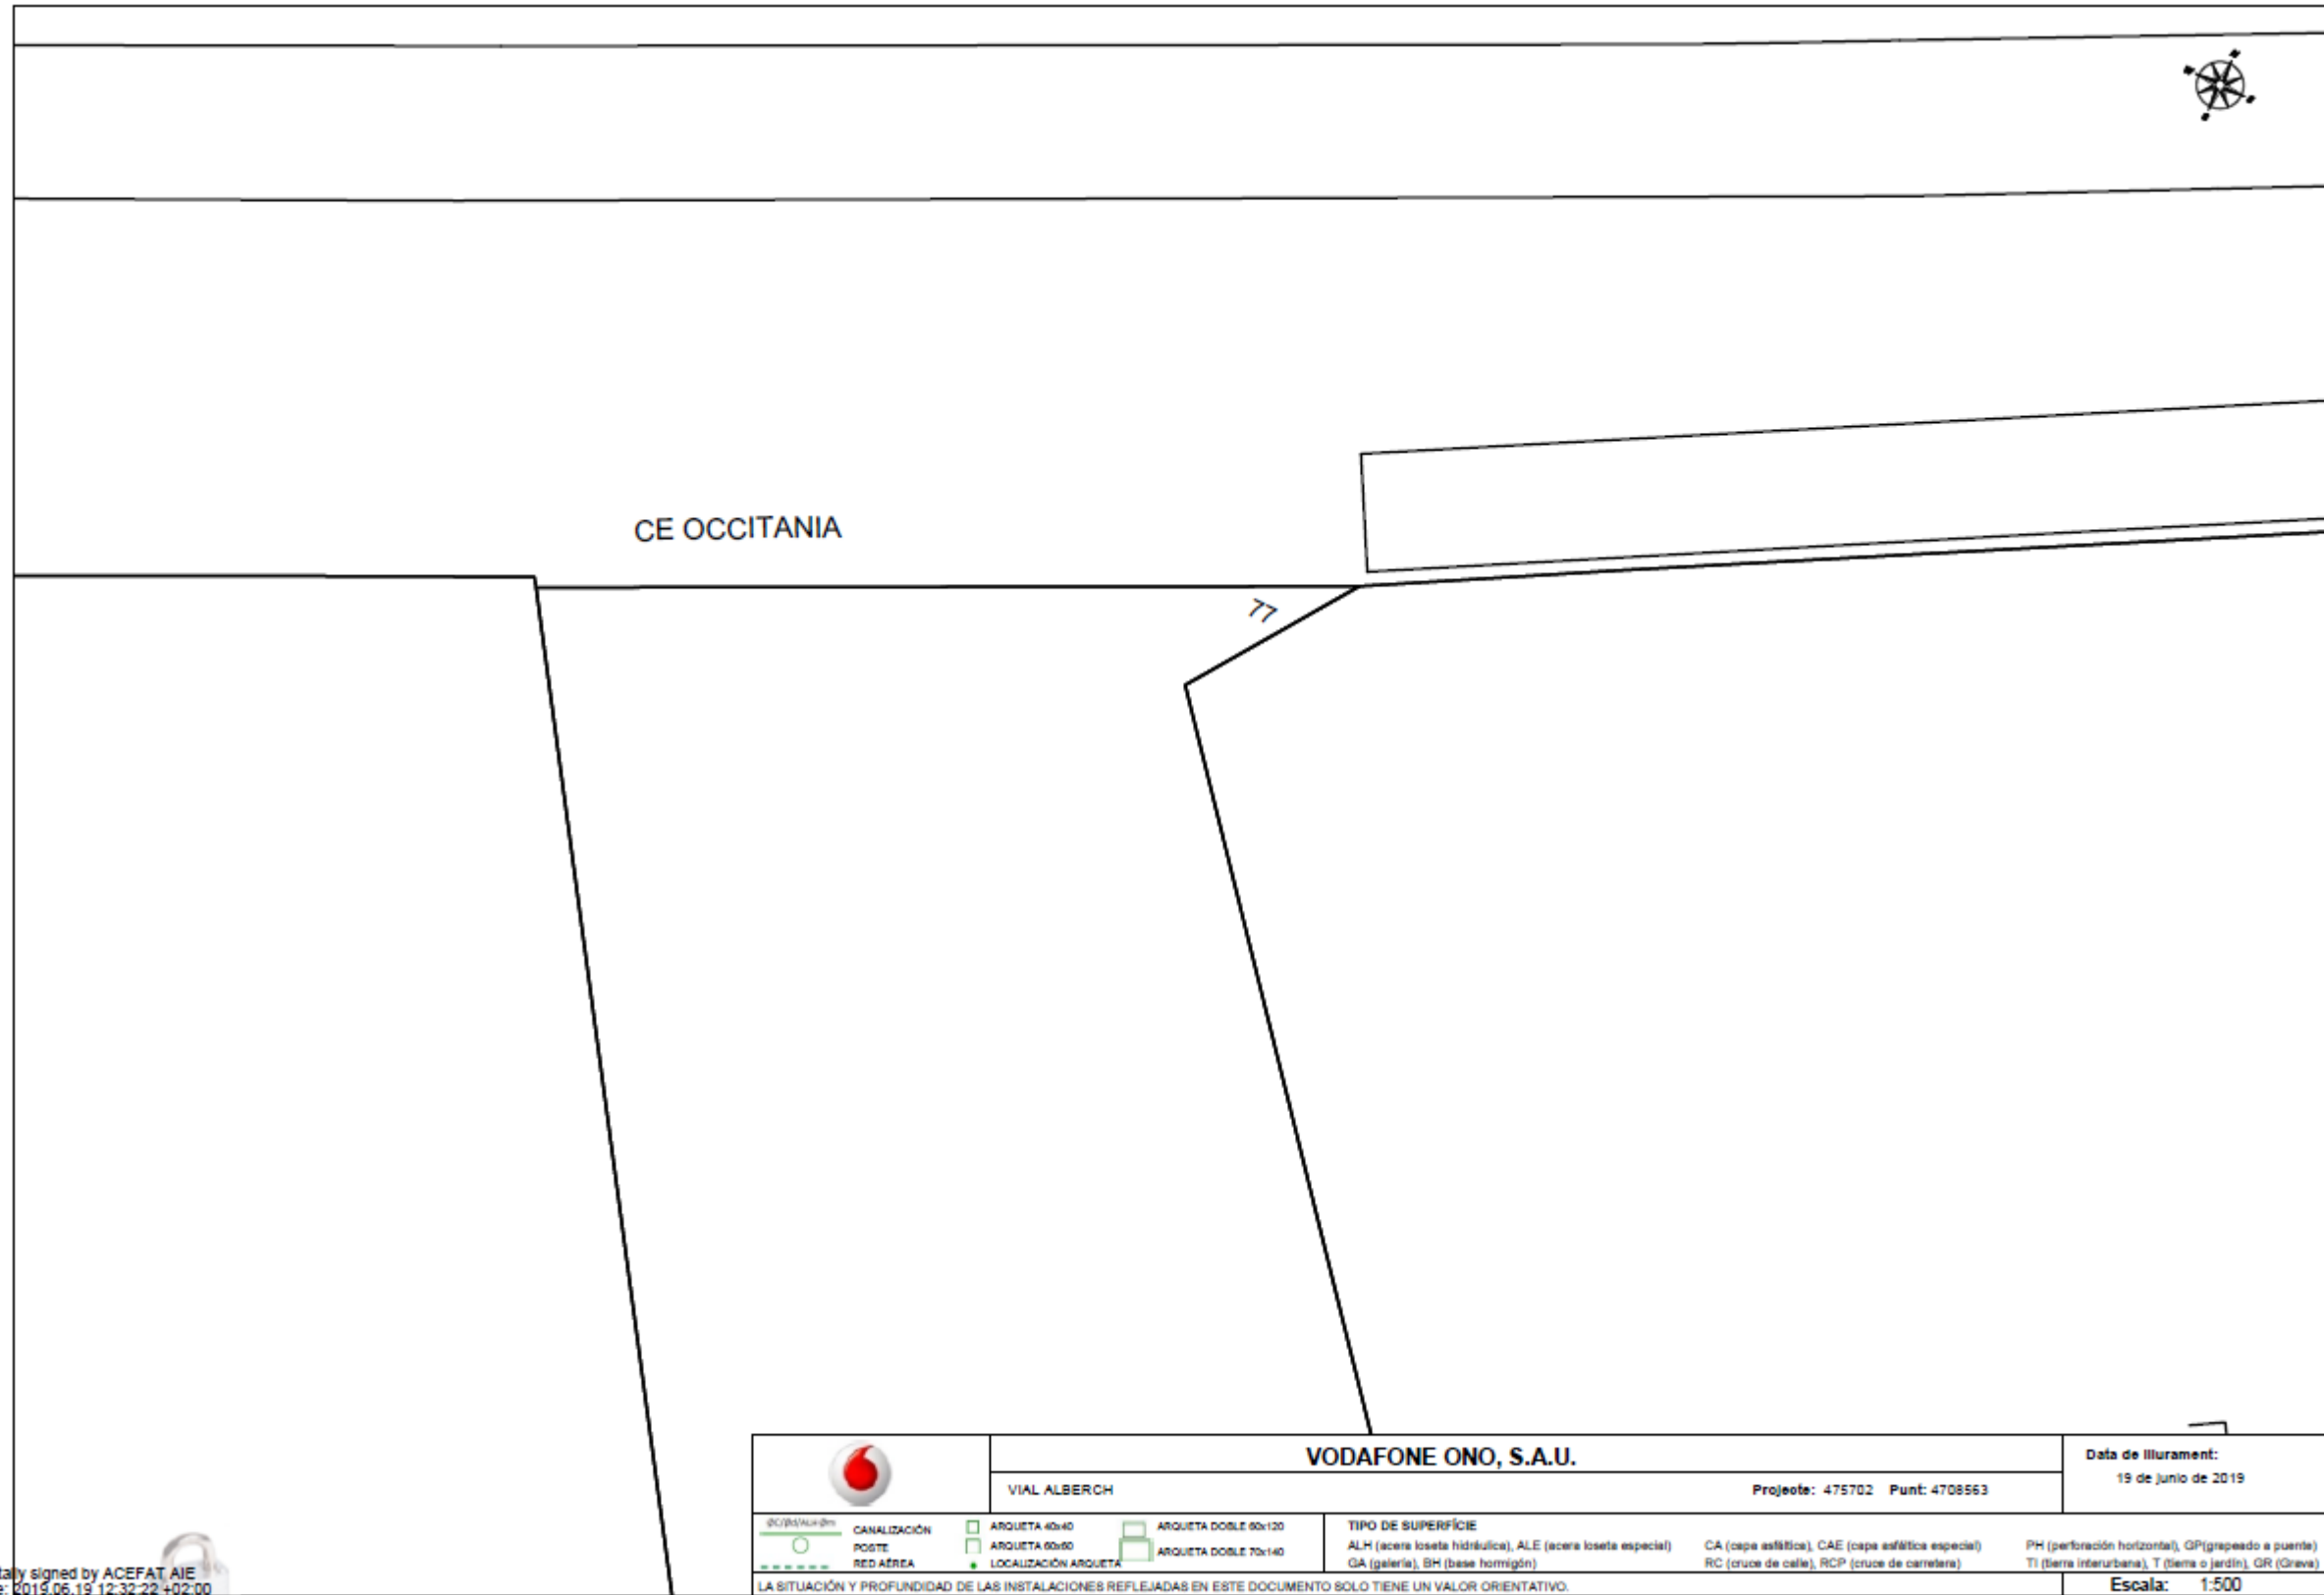 CE OCCITANIA
77
VODAFONE ONO, S.A.U.
VIAL ALBERCH
Projecte: 475702 Punt: 4708563
Data de lliurament:
19 de junio de 2019
CANALIZACIÓN
POSTE
RED AÉREA
ARQUETA 40x40
ARQUETA 60x60
LOCALIZACIÓN ARQUETA
ARQUETA DOBLE 60x120
ARQUETA DOBLE 70x140
TIPO DE SUPERFÍCIE
ALH (acera loseta hidráulica), ALE (acera loseta especial)
GA (galería), BH (base hormigón)
CA (capa asfáltica), CAE (capa asfáltica especial)
RC (cruce de calle), RCP (cruce de carretera)
PH (perforación horizontal), GP(grapeado a puente)
TI (tierra interurbana), T (tierra o jardín), GR (Grava)
LA SITUACIÓN Y PROFUNDIDAD DE LAS INSTALACIONES REFLEJADAS EN ESTE DOCUMENTO SOLO TIENE UN VALOR ORIENTATIVO.
Escala: 1:500
tally signed by ACEFAT AIE
e: 2019.06.19 12:32:22 +02:00